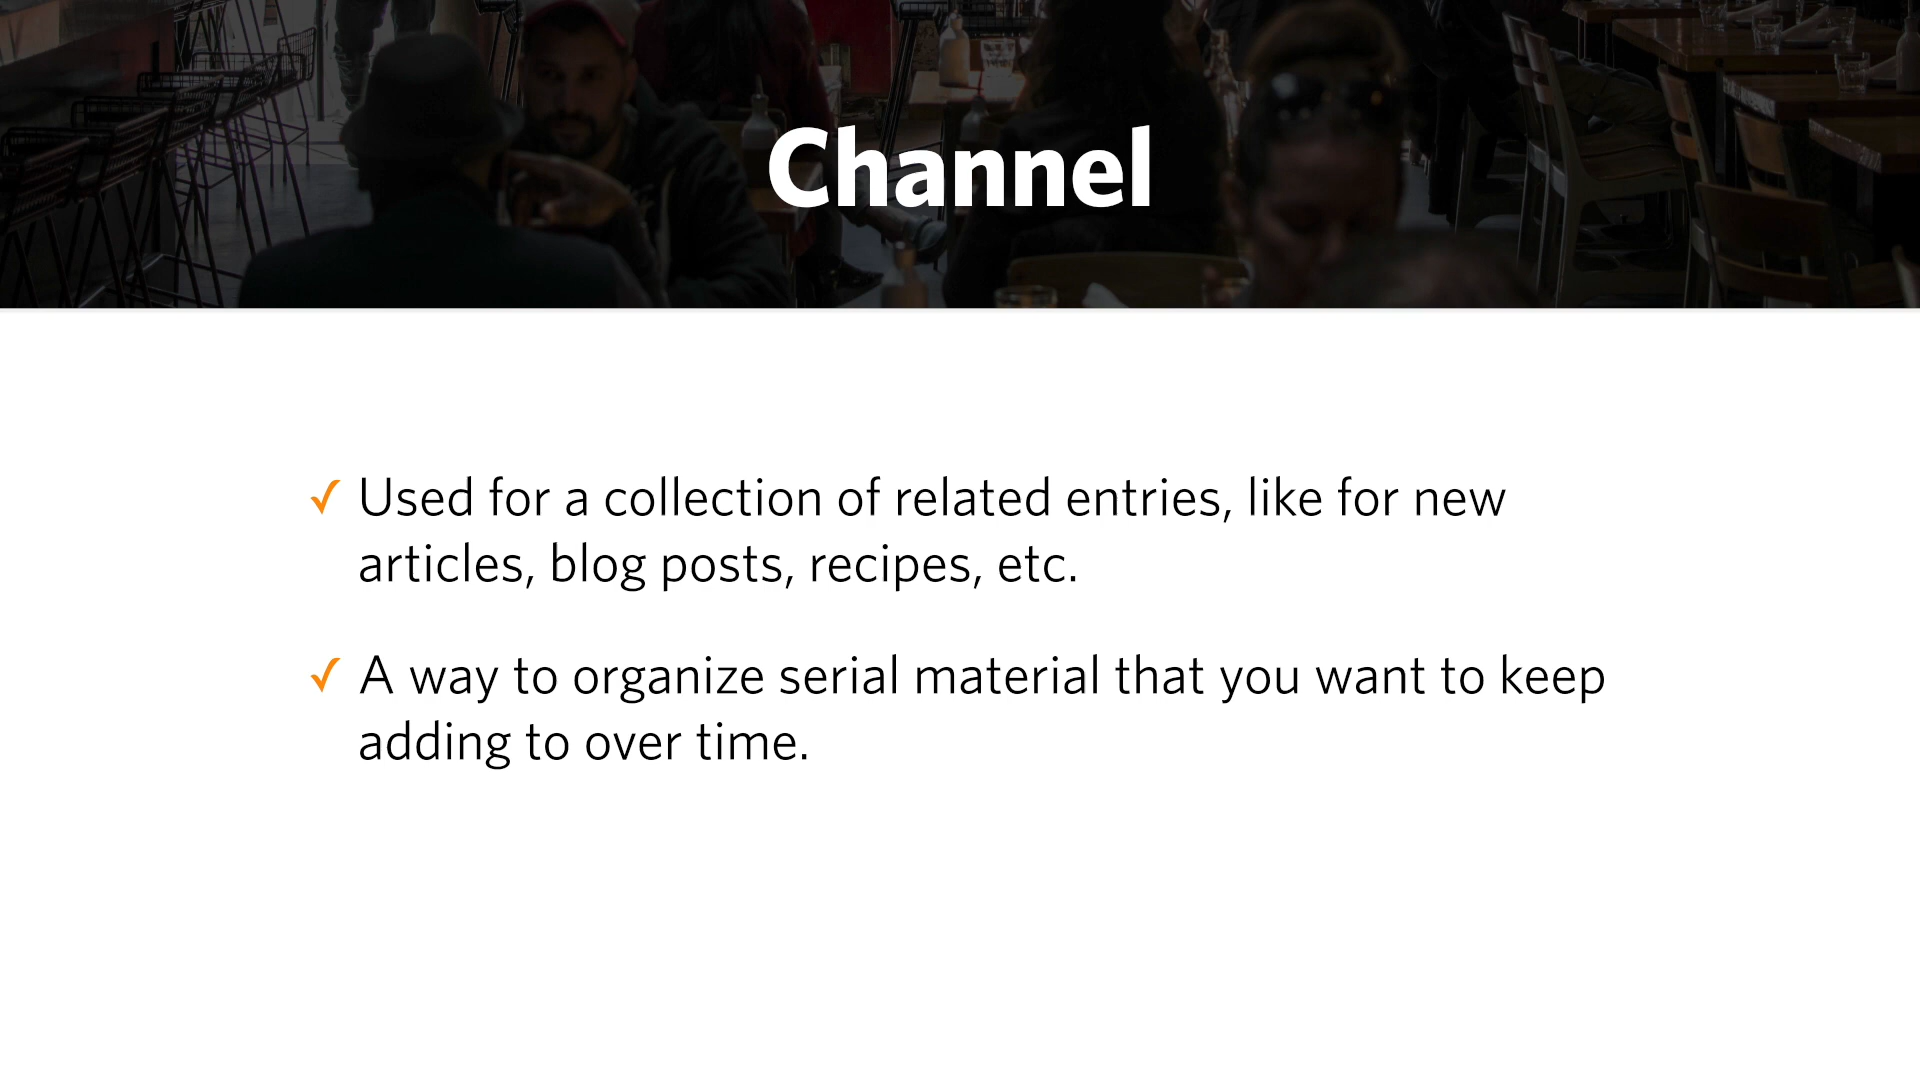 Channel
✓ Used for a collection of related entries, like for new
articles, blog posts, recipes, etc.
✓ A way to organize serial material that you want to keep
adding to over time.